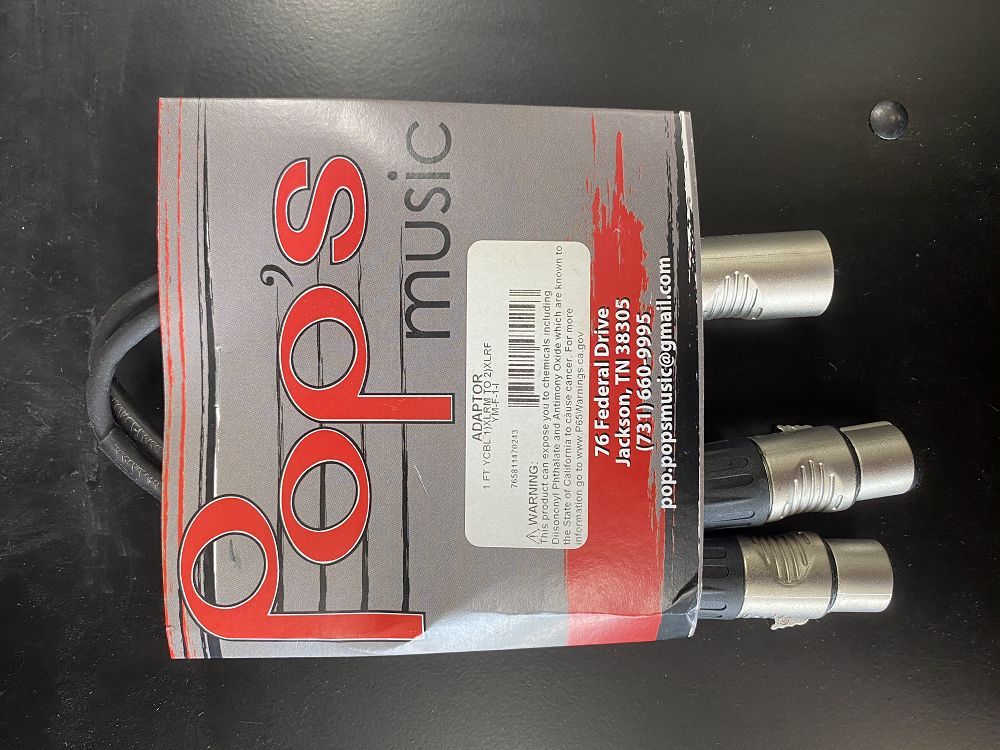 Pop's
music
ADAPTOR
1 FT YCBL 1)XLRM TO 2)XLRF
YM-F-1-I
765811470243
WARNING:
This product can expose you to chemicals including
Diisononyl Phthalate and Antimony Oxide which are known to
the State of California to cause cancer. For more
information go to www.P65Warnings.ca.gov
76 Federal Drive
Jackson, TN 38305
(731) 660-9995
pop.popsmusic@gmail.com